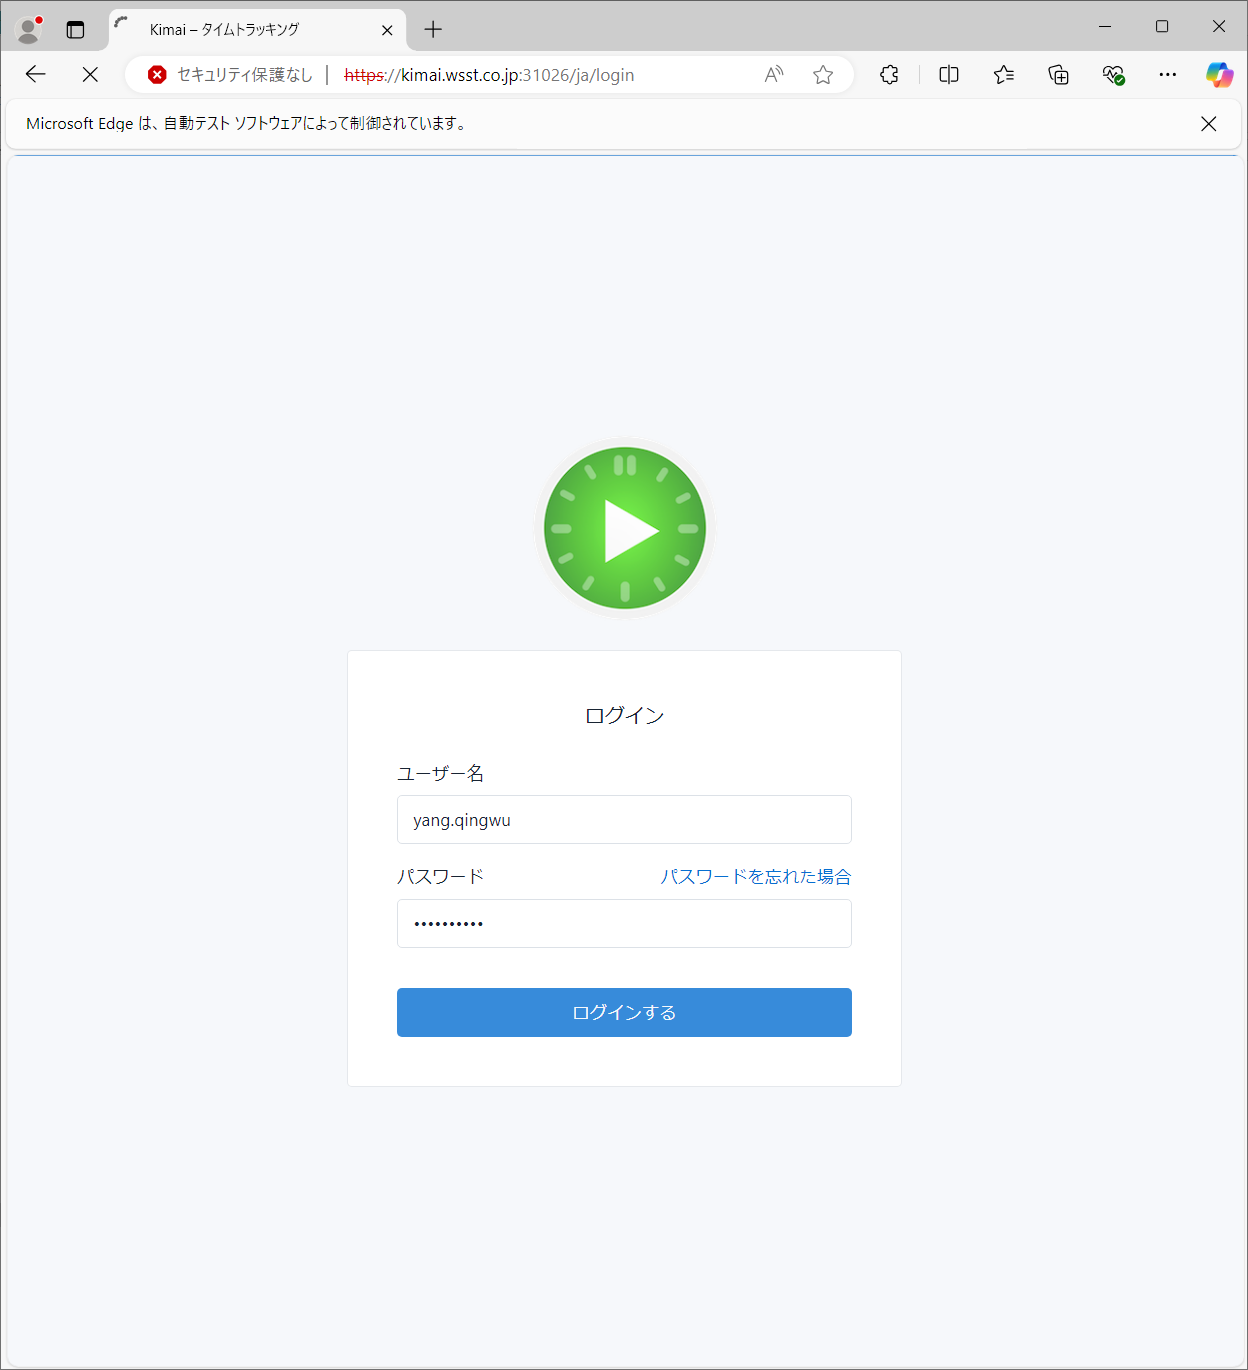 Kimai – タイムトラッキング
セキュリティ保護なし
https://kimai.wsst.co.jp:31026/ja/login
Microsoft Edge は、自動テスト ソフトウェアによって制御されています。
ログイン
ユーザー名
yang.qingwu
パスワード パスワードを忘れた場合
••••••••••
ログインする